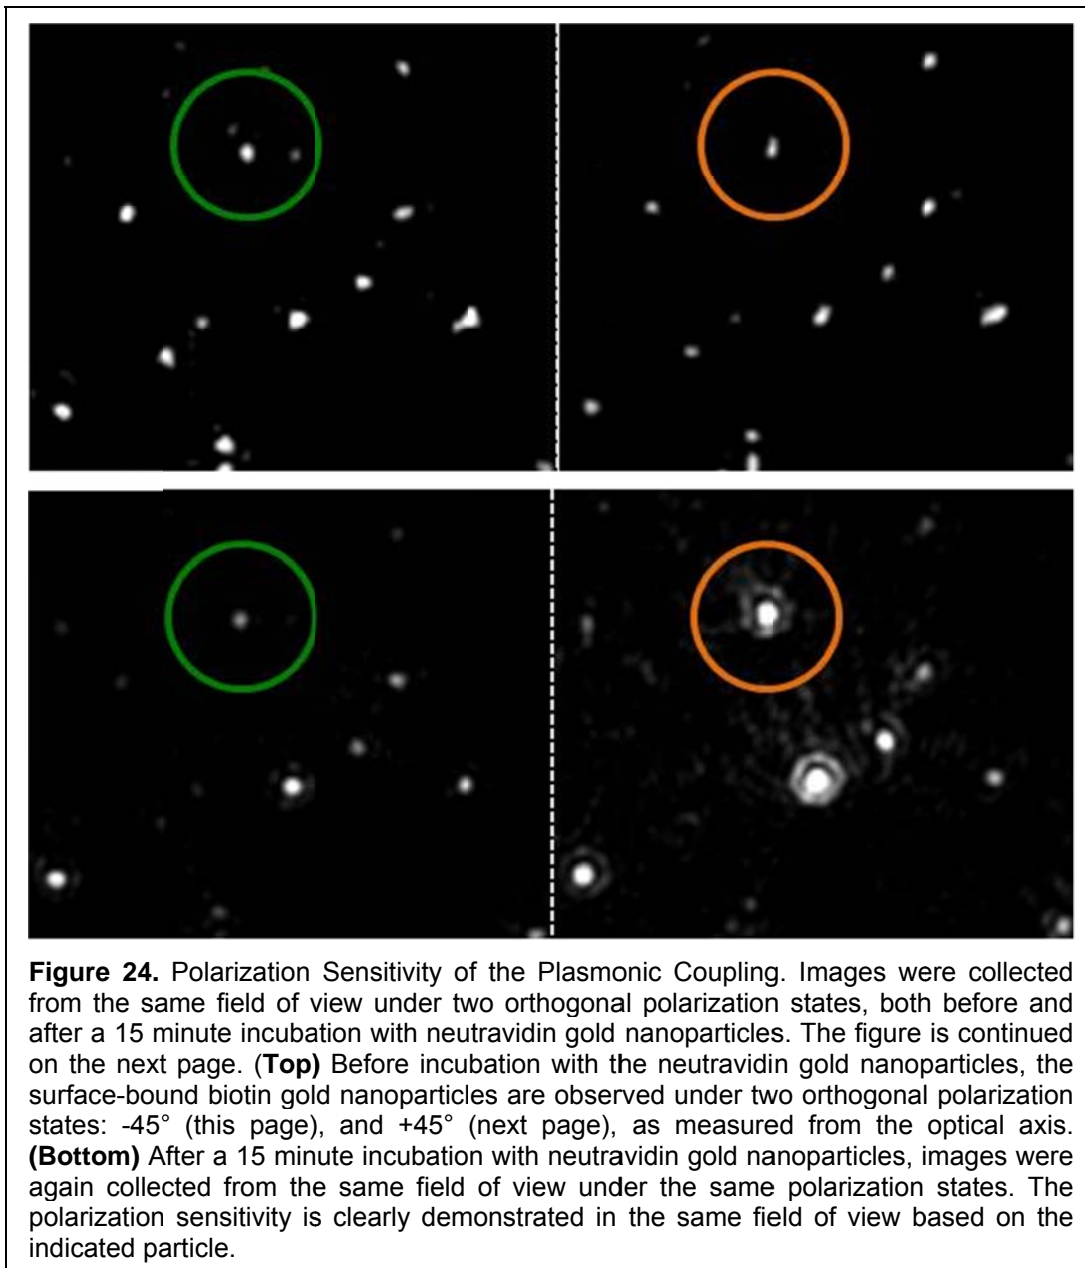 Figure 24. Polarization Sensitivity of the Plasmonic Coupling. Images were collected
from the same field of view under two orthogonal polarization states, both before and
after a 15 minute incubation with neutravidin gold nanoparticles. The figure is continued
on the next page. (Top) Before incubation with the neutravidin gold nanoparticles, the
surface-bound biotin gold nanoparticles are observed under two orthogonal polarization
states: -45° (this page), and +45° (next page), as measured from the optical axis.
(Bottom) After a 15 minute incubation with neutravidin gold nanoparticles, images were
again collected from the same field of view under the same polarization states. The
polarization sensitivity is clearly demonstrated in the same field of view based on the
indicated particle.